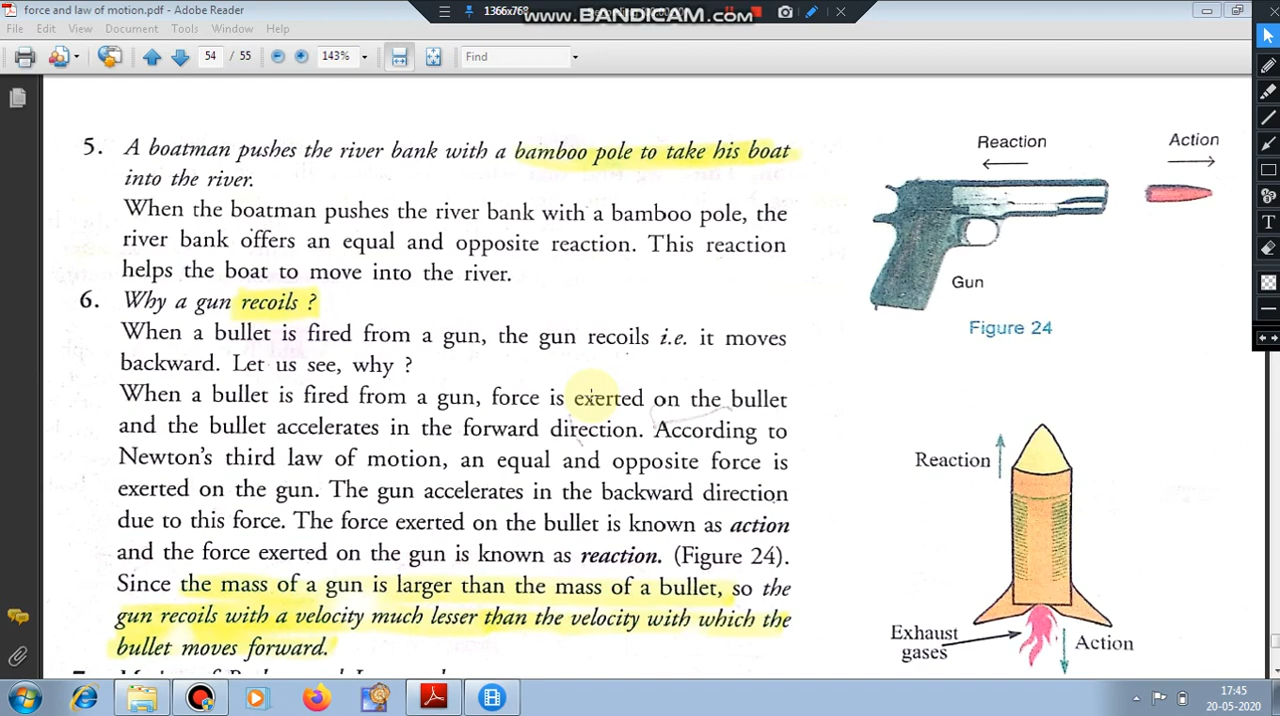 force and law of motion.pdf - Adobe Reader
1366x768
www.BANDICAM.com
File Edit View Document Tools Window Help
54 / 55 143% Find
5. A boatman pushes the river bank with a bamboo pole to take his boat
into the river.
When the boatman pushes the river bank with a bamboo pole, the
river bank offers an equal and opposite reaction. This reaction
helps the boat to move into the river.
6. Why a gun recoils ?
When a bullet is fired from a gun, the gun recoils i.e. it moves
backward. Let us see, why ?
When a bullet is fired from a gun, force is exerted on the bullet
and the bullet accelerates in the forward direction. According to
Newton's third law of motion, an equal and opposite force is
exerted on the gun. The gun accelerates in the backward direction
due to this force. The force exerted on the bullet is known as action
and the force exerted on the gun is known as reaction. (Figure 24).
Since the mass of a gun is larger than the mass of a bullet, so the
gun recoils with a velocity much lesser than the velocity with which the
bullet moves forward.
Reaction
Action
Gun
Figure 24
Reaction
Exhaust
gases
Action
T
17:45
20-05-2020